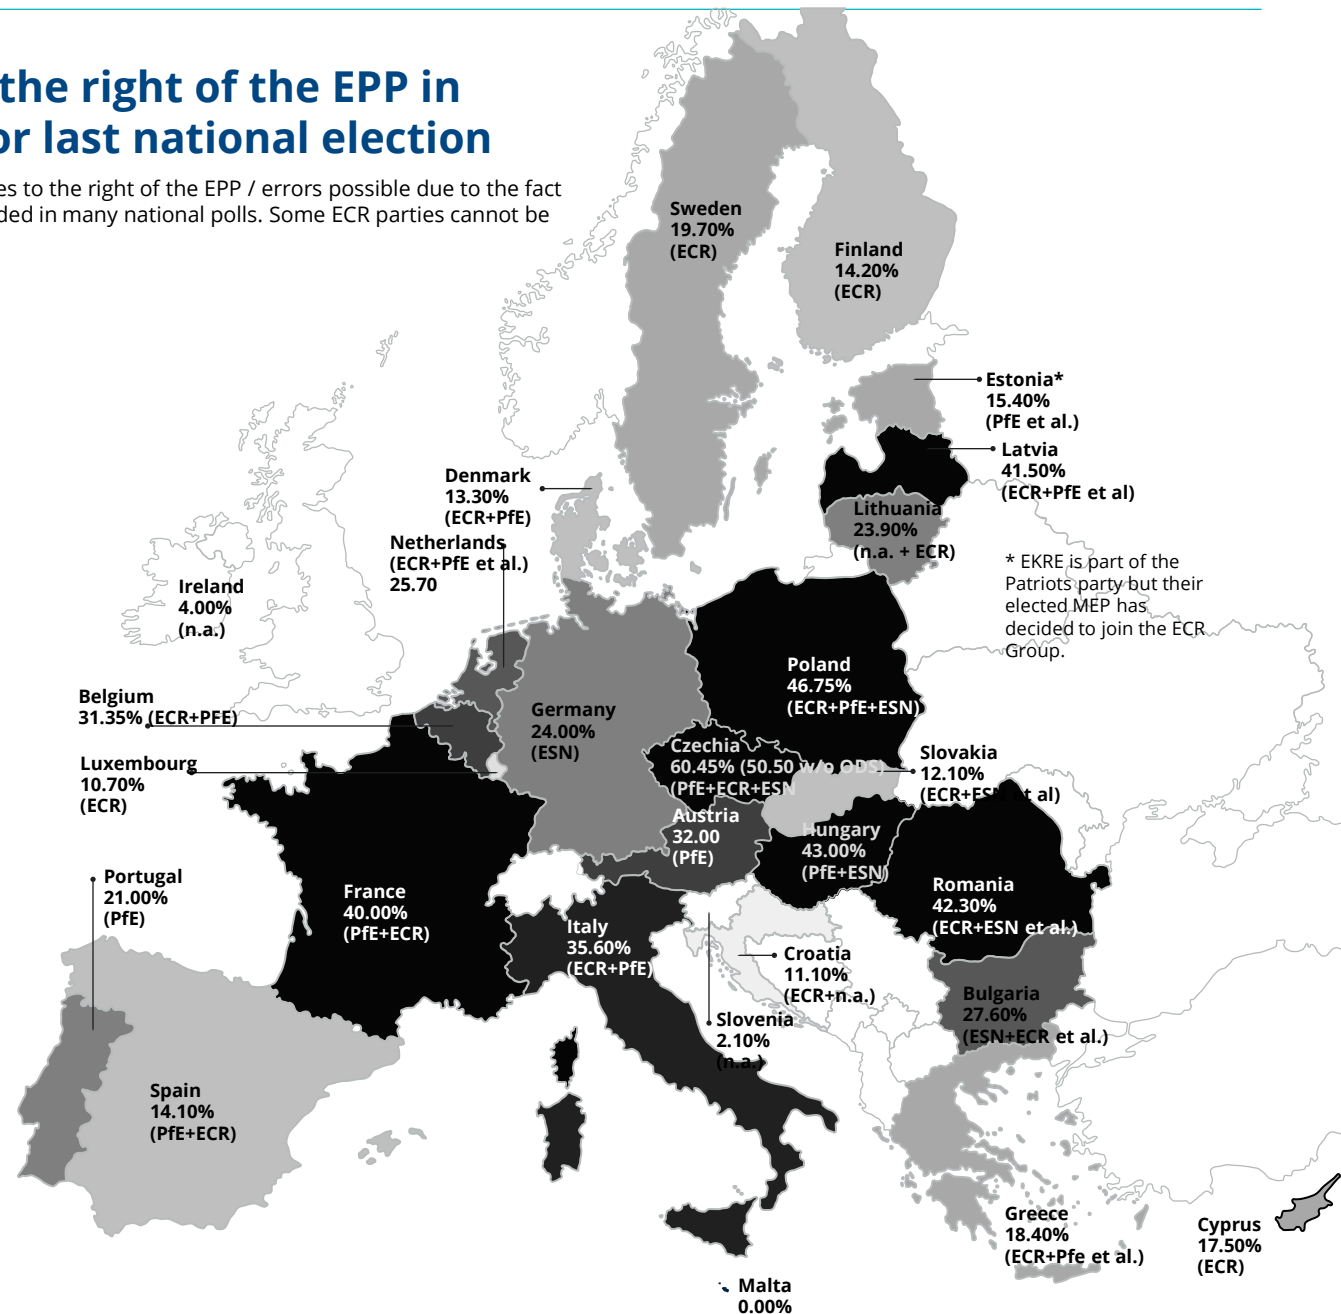 the right of the EPP in
or last national election
es to the right of the EPP / errors possible due to the fact
ded in many national polls. Some ECR parties cannot be
Sweden
19.70%
(ECR)
Finland
14.20%
(ECR)
Estonia*
15.40%
(PfE et al.)
Latvia
41.50%
(ECR+PfE et al)
Denmark
13.30%
(ECR+PfE)
Lithuania
23.90%
(n.a. + ECR)
Netherlands
(ECR+PfE et al.)
25.70
* EKRE is part of the
Patriots party but their
elected MEP has
decided to join the ECR
Group.
Ireland
4.00%
(n.a.)
Poland
46.75%
(ECR+PfE+ESN)
Belgium
31.35% (ECR+PFE)
Germany
24.00%
(ESN)
Czechia
60.45% (50.50 w/o ODS)
(PfE+ECR+ESN
Slovakia
12.10%
(ECR+ESN et al)
Luxembourg
10.70%
(ECR)
Austria
32.00
(PfE)
Hungary
43.00%
(PfE+ESN)
Portugal
21.00%
(PfE)
France
40.00%
(PfE+ECR)
Romania
42.30%
(ECR+ESN et al.)
Italy
35.60%
(ECR+PfE)
Croatia
11.10%
(ECR+n.a.)
Bulgaria
27.60%
(ESN+ECR et al.)
Slovenia
2.10%
(n.a.)
Spain
14.10%
(PfE+ECR)
Greece
18.40%
(ECR+Pfe et al.)
Cyprus
17.50%
(ECR)
Malta
0.00%